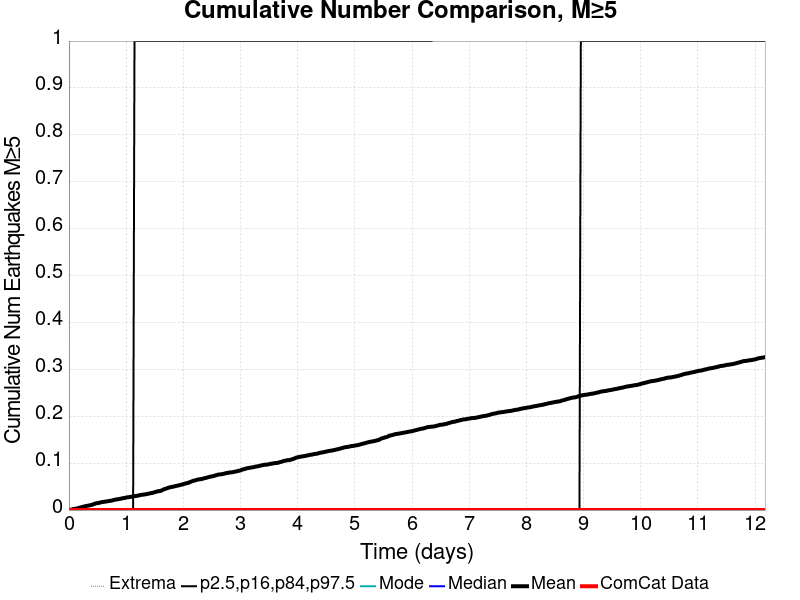 Cumulative Number Comparison, M≥5
Cumulative Num Earthquakes M≥5
1
0.9
0.8
0.7
0.6
0.5
0.4
0.3
0.2
0.1
0
0 1 2 3 4 5 6 7 8 9 10 11 12
Time (days)
Extrema p2.5,p16,p84,p97.5 Mode Median Mean ComCat Data